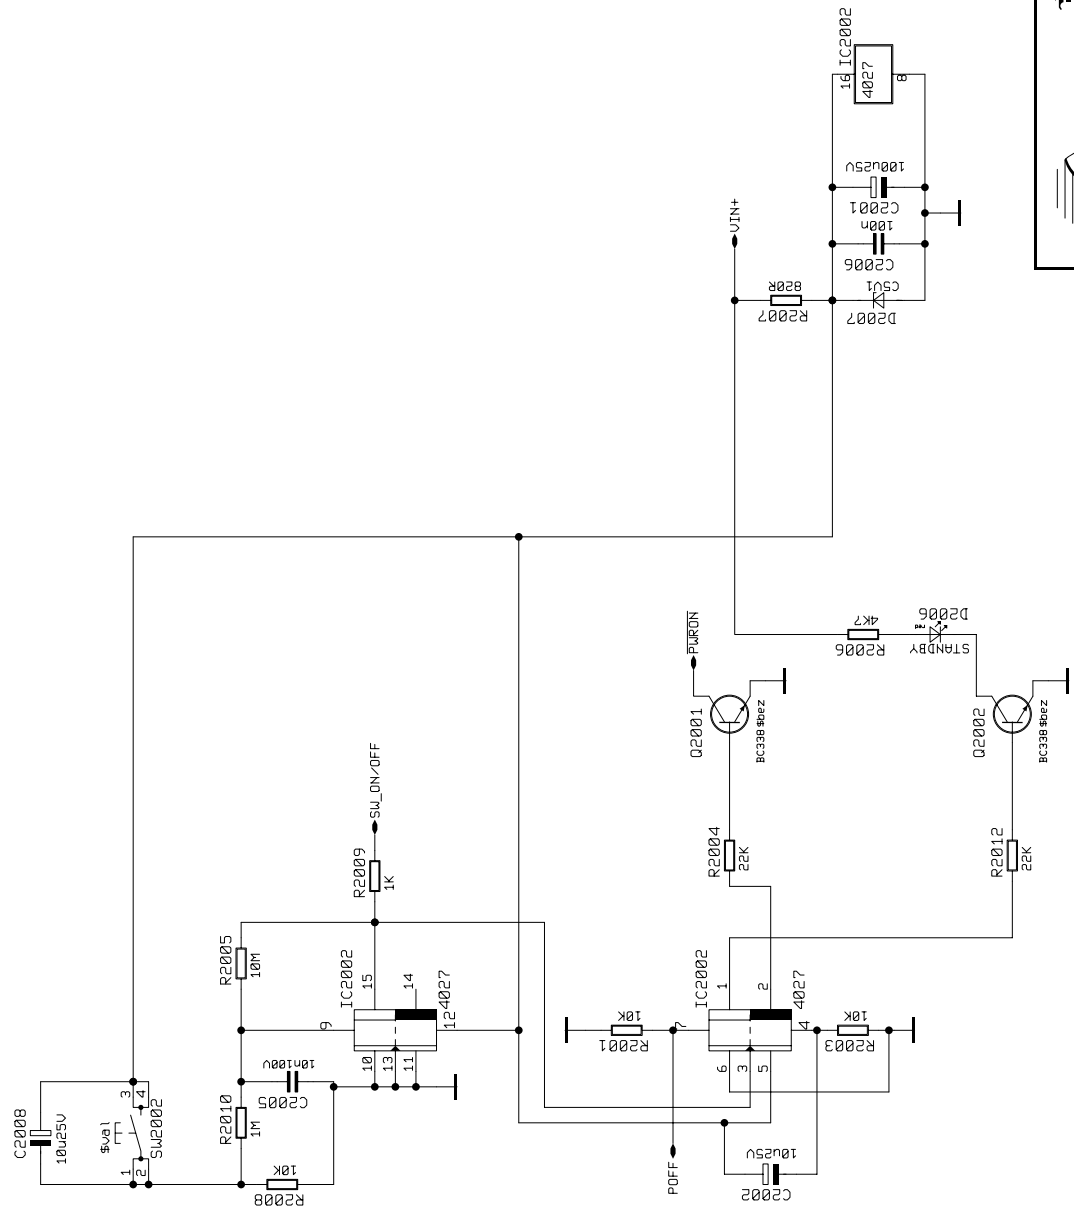 IC2002
16
4027
8
100u25V
C2001
100n
C2006
VIN+
820R
R2007
C5V1
D2007
PWRON
4K7
R2006
D2006
red
STANDBY
Q2001
BC338$bez
Q2002
BC338$bez
SW_ON/OFF
R2009
1K
R2004
22K
R2012
22K
R2005
10M
IC2002
15
14
9
12
4027
10
13
11
IC2002
1
2
4027
10K
R2001
7
4
10K
R2003
6
3
5
10n100V
C2005
R2010
1M
C2008
10u25V
$val
3
4
1
2
SW2002
10K
R2008
POFF
10u25V
C2002